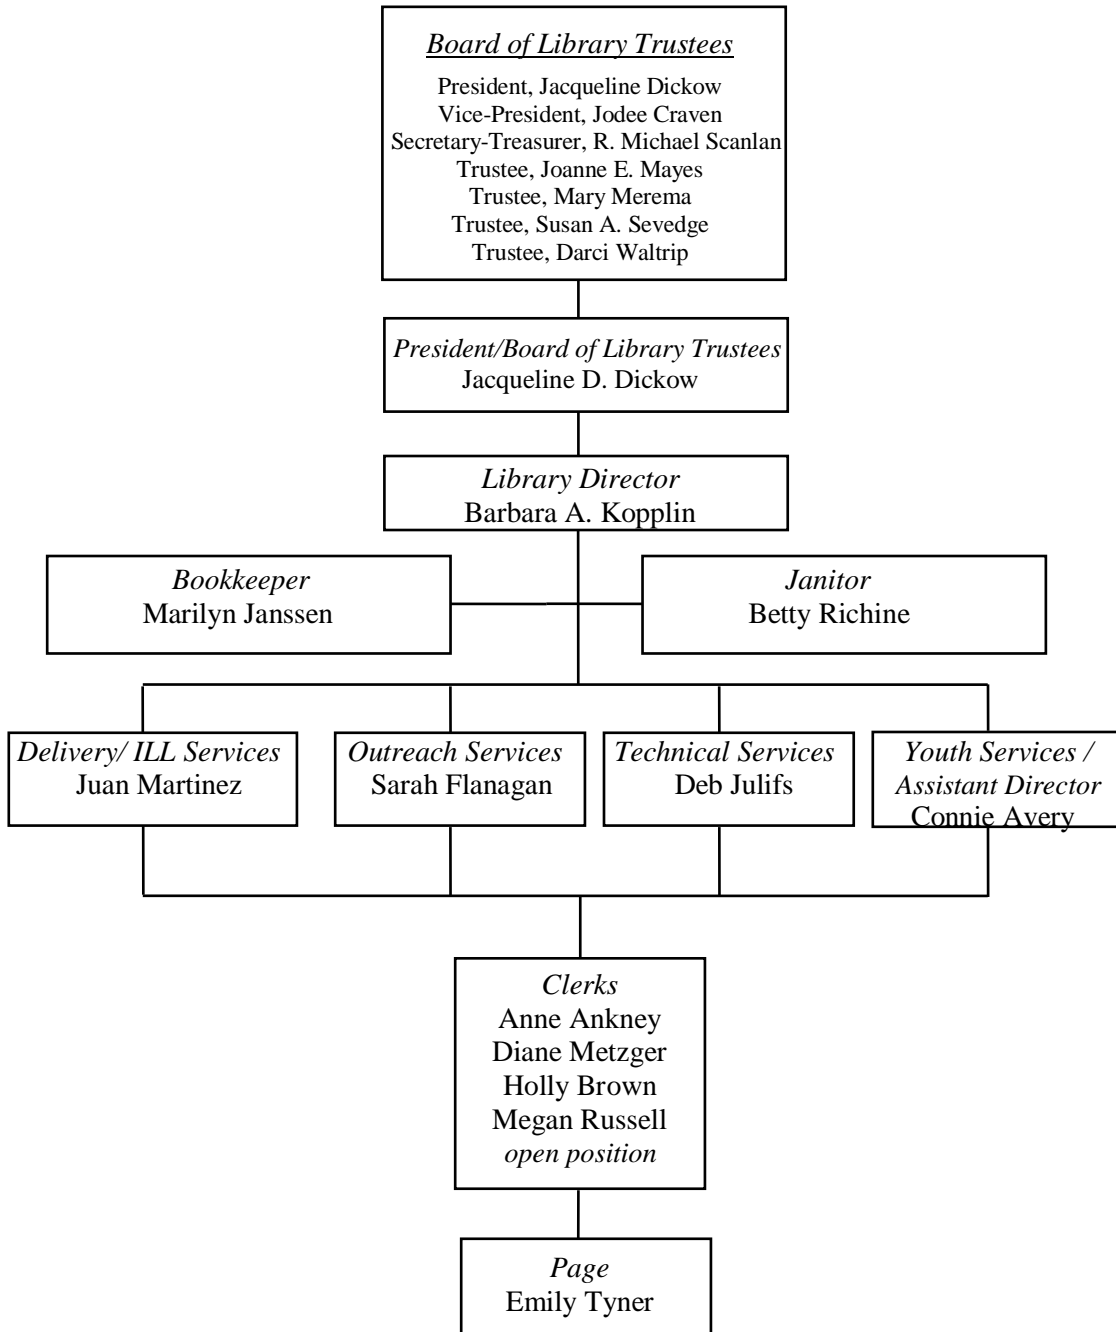 Board of Library Trustees
President, Jacqueline Dickow
Vice-President, Jodee Craven
Secretary-Treasurer, R. Michael Scanlan
Trustee, Joanne E. Mayes
Trustee, Mary Merema
Trustee, Susan A. Sevedge
Trustee, Darci Waltrip
President/Board of Library Trustees
Jacqueline D. Dickow
Library Director
Barbara A. Kopplin
Bookkeeper
Marilyn Janssen
Janitor
Betty Richine
Delivery/ ILL Services
Juan Martinez
Outreach Services
Sarah Flanagan
Technical Services
Deb Julifs
Youth Services /
Assistant Director
Connie Avery
Clerks
Anne Ankney
Diane Metzger
Holly Brown
Megan Russell
open position
Page
Emily Tyner